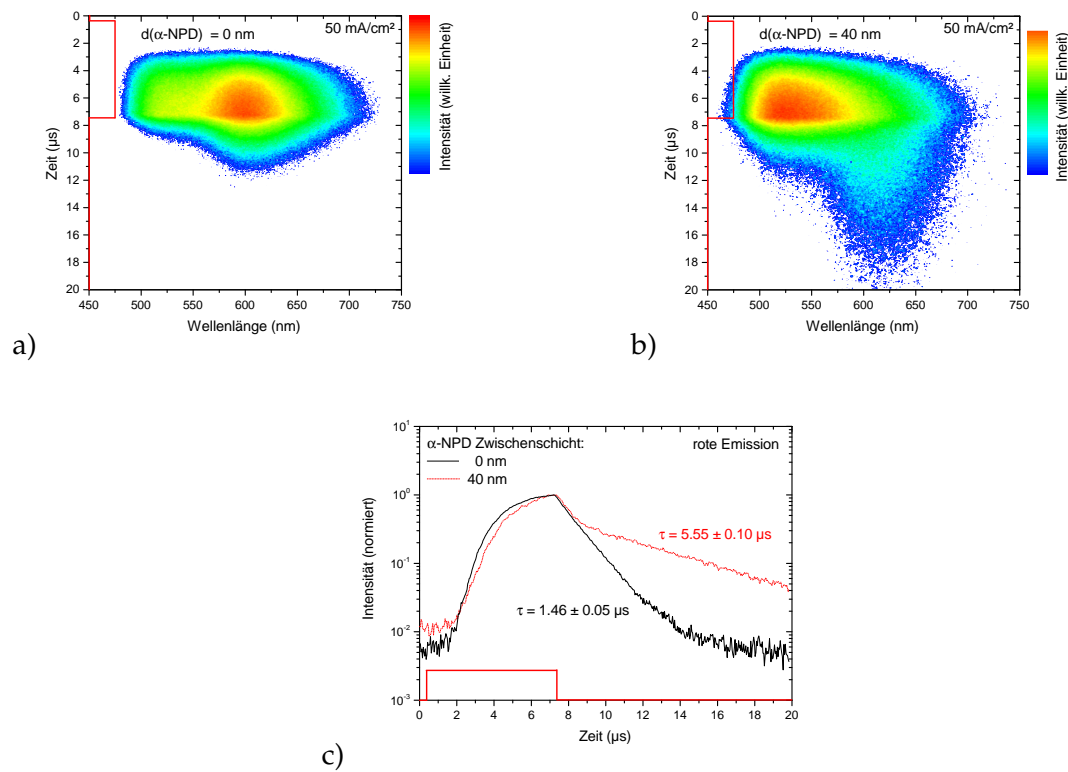 d(α-NPD) = 0 nm
50 mA/cm²
0
2
4
6
8
10
12
14
16
18
20
Zeit (µs)
450 500 550 600 650 700 750
Wellenlänge (nm)
Intensität (willk. Einheit)
a)
d(α-NPD) = 40 nm
50 mA/cm²
0
2
4
6
8
10
12
14
16
18
20
Zeit (µs)
450 500 550 600 650 700 750
Wellenlänge (nm)
Intensität (willk. Einheit)
b)
α-NPD Zwischenschicht:
0 nm
40 nm
rote Emission
τ = 5.55 ± 0.10 µs
τ = 1.46 ± 0.05 µs
10¹
10⁰
10⁻¹
10⁻²
10⁻³
Intensität (normiert)
0 2 4 6 8 10 12 14 16 18 20
Zeit (µs)
c)